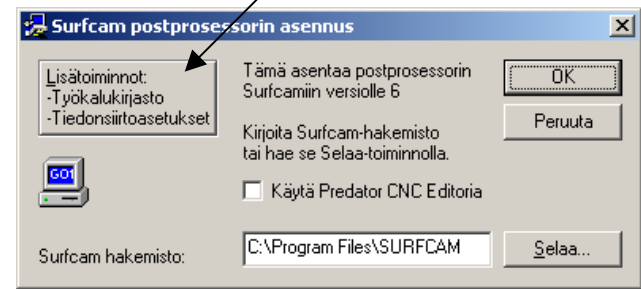 Surfcam postprosessorin asennus
Lisätoiminnot:
-Työkalukirjasto
-Tiedonsiirtoasetukset
Tämä asentaa postprosessorin
Surfcamiin versiolle 6
OK
Peruuta
Kirjoita Surfcam-hakemisto
tai hae se Selaa-toiminnolla.
GO1
Käytä Predator CNC Editoria
Surfcam hakemisto:
C:\Program Files\SURFCAM
Selaa...